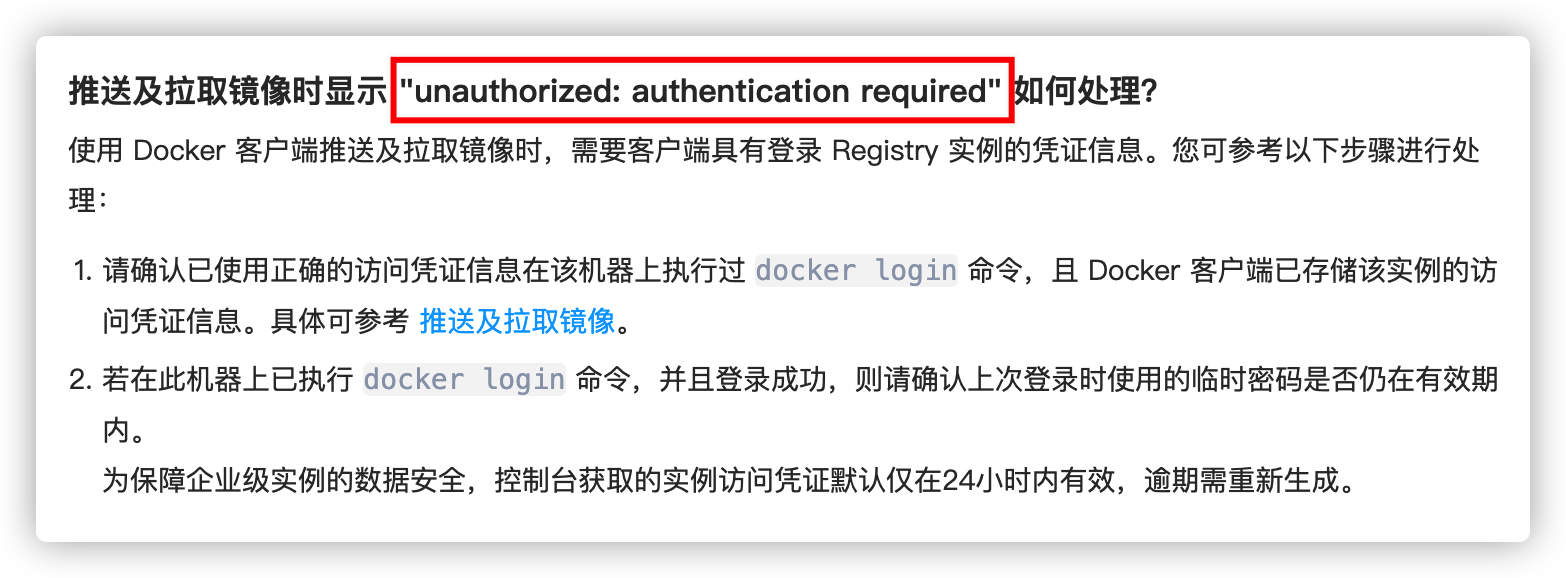 推送及拉取镜像时显示 "unauthorized: authentication required" 如何处理?
使用 Docker 客户端推送及拉取镜像时，需要客户端具有登录 Registry 实例的凭证信息。您可参考以下步骤进行处
理：
1. 请确认已使用正确的访问凭证信息在该机器上执行过 docker login 命令，且 Docker 客户端已存储该实例的访
问凭证信息。具体可参考 推送及拉取镜像。
2. 若在此机器上已执行 docker login 命令，并且登录成功，则请确认上次登录时使用的临时密码是否仍在有效期
内。
为保障企业级实例的数据安全，控制台获取的实例访问凭证默认仅在24小时内有效，逾期需重新生成。